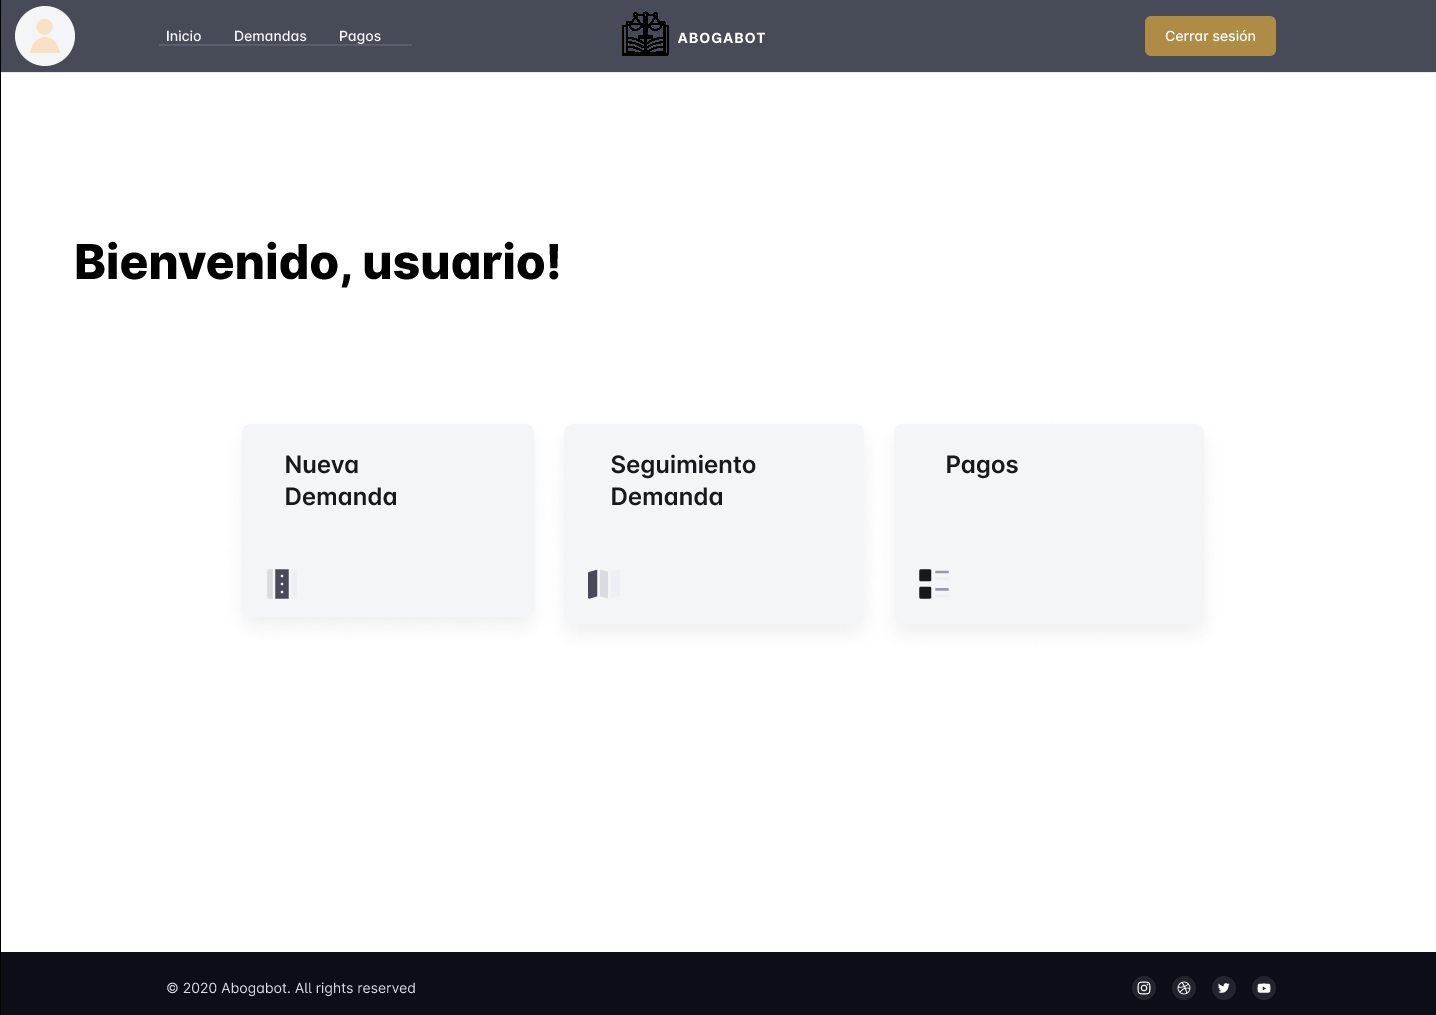 Inicio
Demandas
Pagos
ABOGABOT
Cerrar sesión
Bienvenido, usuario!
Nueva
Demanda
Seguimiento
Demanda
Pagos
© 2020 Abogabot. All rights reserved